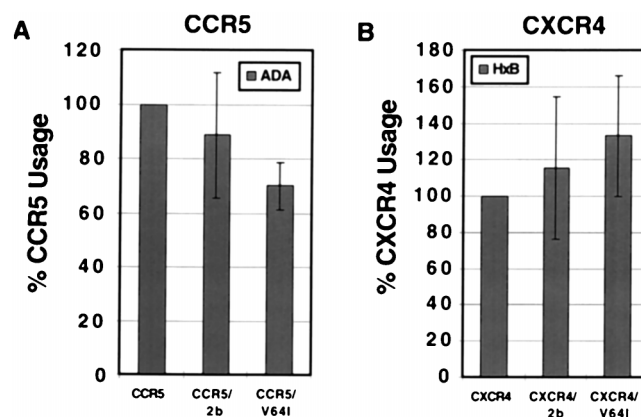 A
CCR5
% CCR5 Usage
120
100
80
60
40
20
0
ADA
CCR5
CCR5/
2b
CCR5/
V64I
B
CXCR4
% CXCR4 Usage
180
160
140
120
100
80
60
40
20
0
HxB
CXCR4
CXCR4/
2b
CXCR4/
V64I